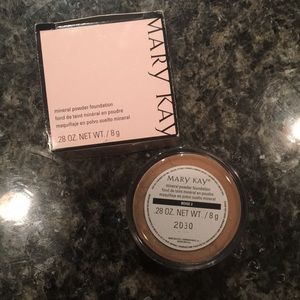 MARY KAY
mineral powder foundation
fond de teint minéral en poudre
maquillaje en polvo suelto mineral
.28 OZ. NET WT. / 8 g
MARY KAY®
mineral powder foundation
fond de teint minéral en poudre
maquillaje en polvo suelto mineral
BEIGE 2
.28 OZ. NET WT. / 8 g
2030